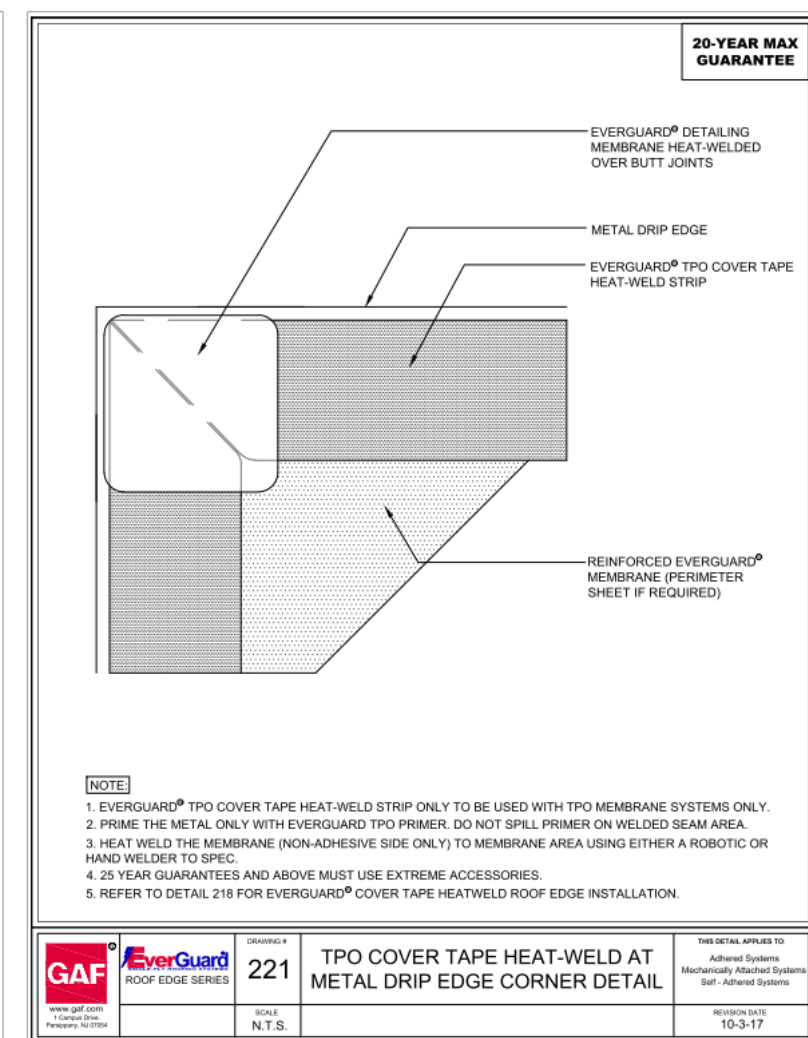 20-YEAR MAX
GUARANTEE
EVERGUARD® DETAILING
MEMBRANE HEAT-WELDED
OVER BUTT JOINTS
METAL DRIP EDGE
EVERGUARD® TPO COVER TAPE
HEAT-WELD STRIP
REINFORCED EVERGUARD®
MEMBRANE (PERIMETER
SHEET IF REQUIRED)
NOTE:
1. EVERGUARD® TPO COVER TAPE HEAT-WELD STRIP ONLY TO BE USED WITH TPO MEMBRANE SYSTEMS ONLY.
2. PRIME THE METAL ONLY WITH EVERGUARD TPO PRIMER. DO NOT SPILL PRIMER ON WELDED SEAM AREA.
3. HEAT WELD THE MEMBRANE (NON-ADHESIVE SIDE ONLY) TO MEMBRANE AREA USING EITHER A ROBOTIC OR
HAND WELDER TO SPEC.
4. 25 YEAR GUARANTEES AND ABOVE MUST USE EXTREME ACCESSORIES.
5. REFER TO DETAIL 218 FOR EVERGUARD® COVER TAPE HEATWELD ROOF EDGE INSTALLATION.
GAF®
www.gaf.com
1 Campus Drive.
Parsippany, NJ 07054
EverGuard
ROOF EDGE SERIES
DRAWING #
221
SCALE
N.T.S.
TPO COVER TAPE HEAT-WELD AT
METAL DRIP EDGE CORNER DETAIL
THIS DETAIL APPLIES TO:
Adhered Systems
Mechanically Attached Systems
Self - Adhered Systems
REVISION DATE
10-3-17